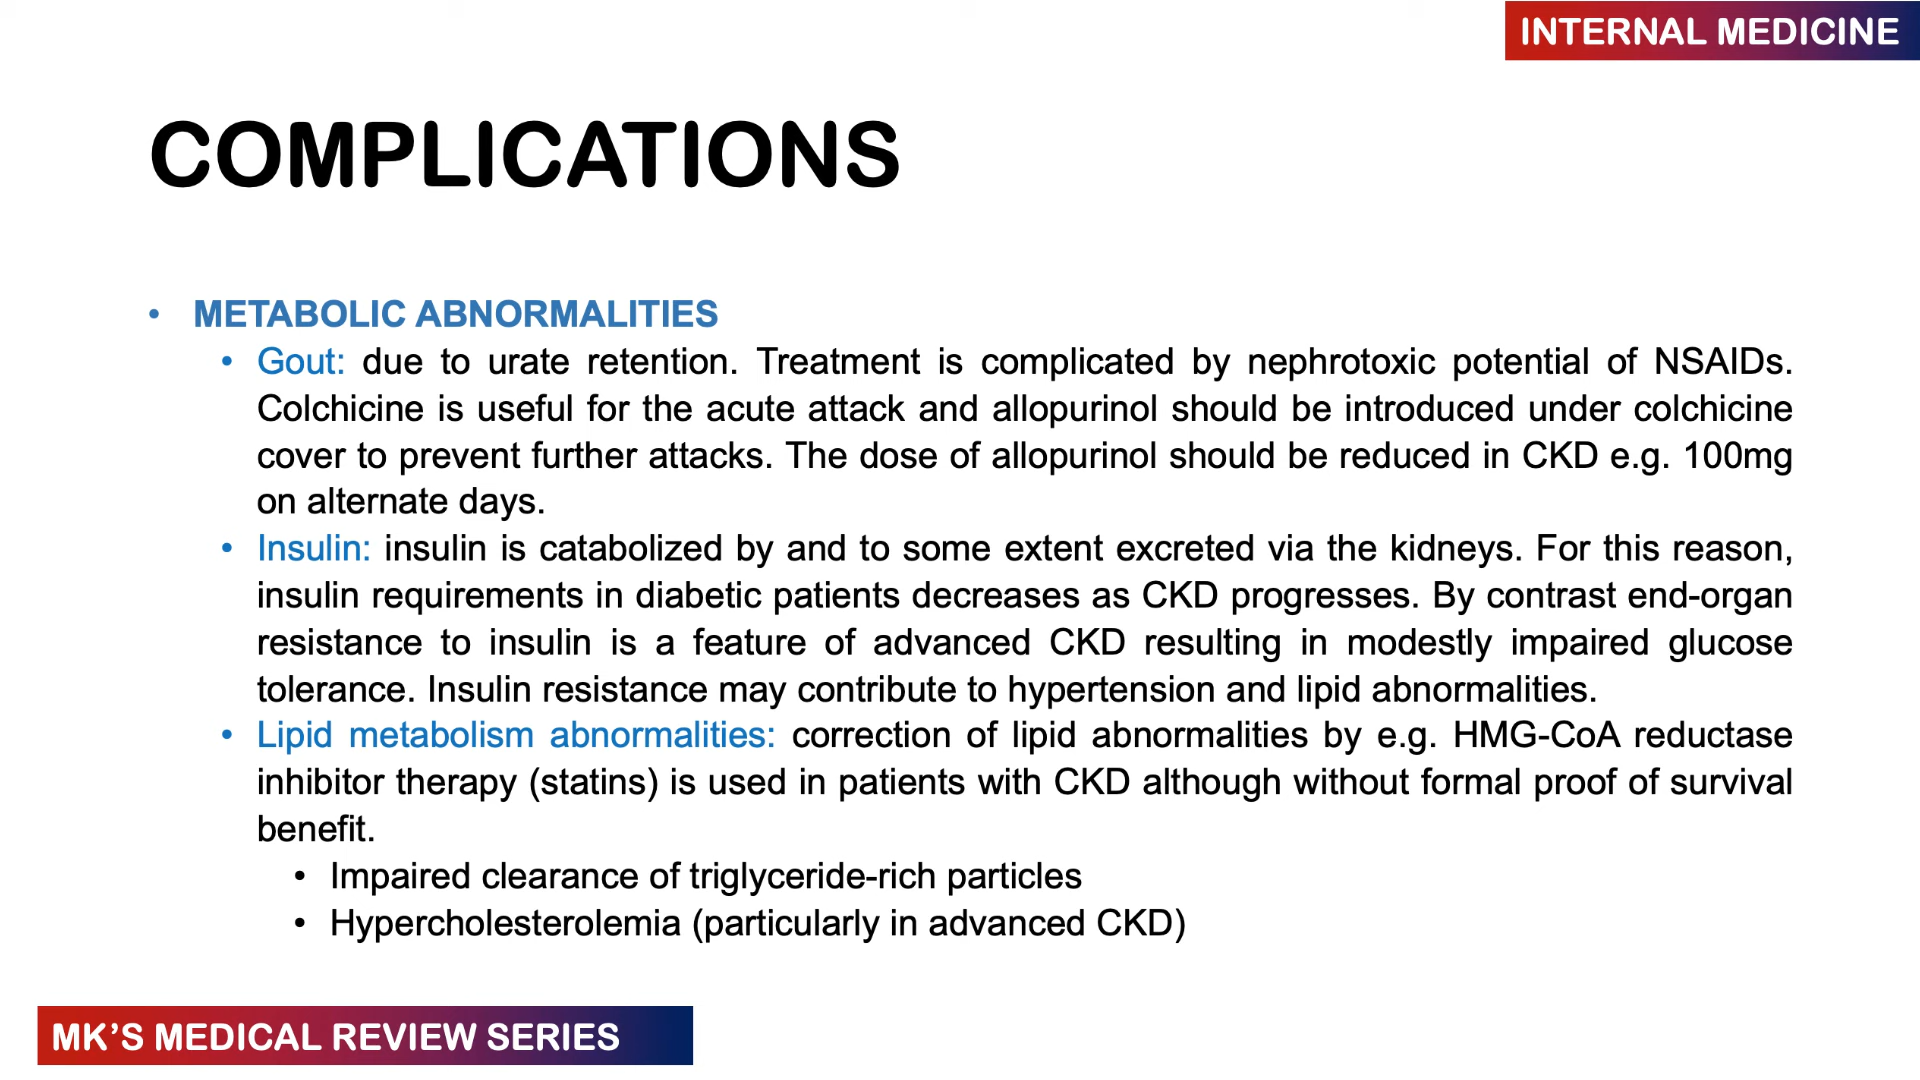 INTERNAL MEDICINE
COMPLICATIONS
• METABOLIC ABNORMALITIES
• Gout: due to urate retention. Treatment is complicated by nephrotoxic potential of NSAIDs.
Colchicine is useful for the acute attack and allopurinol should be introduced under colchicine
cover to prevent further attacks. The dose of allopurinol should be reduced in CKD e.g. 100mg
on alternate days.
• Insulin: insulin is catabolized by and to some extent excreted via the kidneys. For this reason,
insulin requirements in diabetic patients decreases as CKD progresses. By contrast end-organ
resistance to insulin is a feature of advanced CKD resulting in modestly impaired glucose
tolerance. Insulin resistance may contribute to hypertension and lipid abnormalities.
• Lipid metabolism abnormalities: correction of lipid abnormalities by e.g. HMG-CoA reductase
inhibitor therapy (statins) is used in patients with CKD although without formal proof of survival
benefit.
• Impaired clearance of triglyceride-rich particles
• Hypercholesterolemia (particularly in advanced CKD)
MK'S MEDICAL REVIEW SERIES